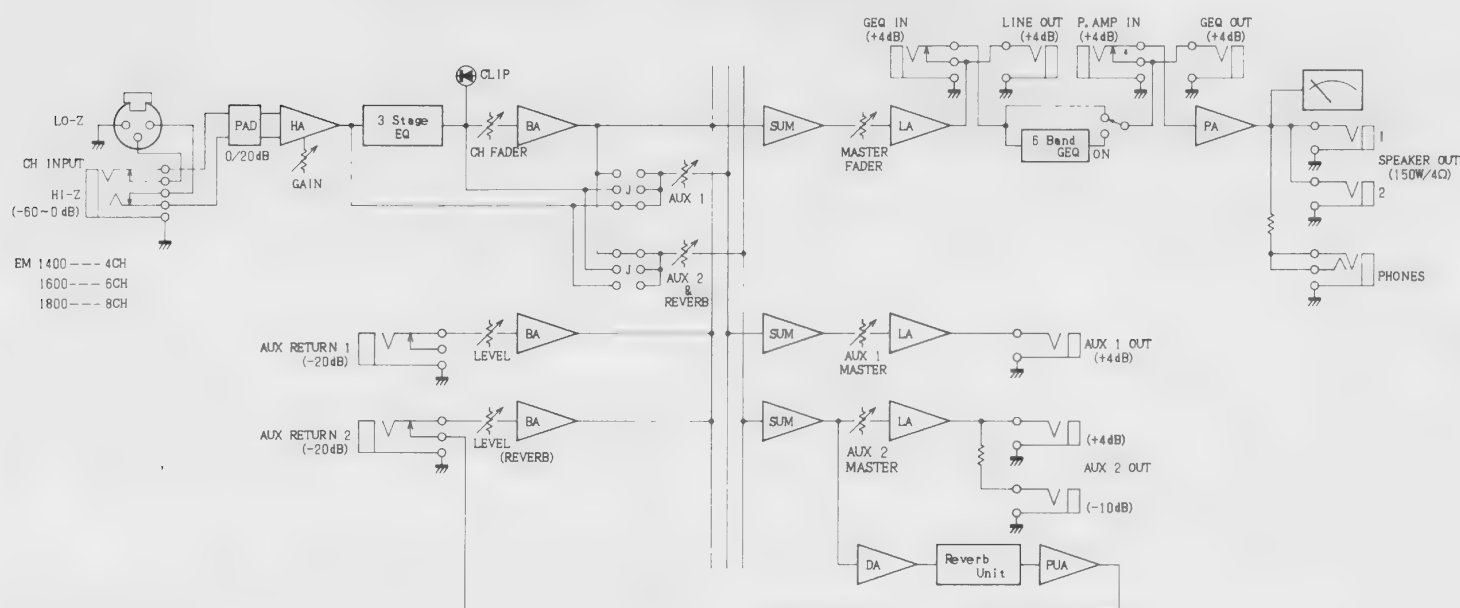 GEQ IN
(+4dB)
LINE OUT
(+4dB)
P. AMP IN
(+4dB)
GEQ OUT
(+4dB)
CLIP
LO-Z
PAD
0/20dB
HA
GAIN
3 Stage
EQ
CH FADER
BA
SUM
MASTER
FADER
LA
6 Band
GEQ
ON
PA
1
SPEAKER OUT
(150W/4Ω)
2
PHONES
CH INPUT
HI-Z
(-60~0 dB)
J
AUX 1
J
AUX 2
&
REVERB
EM 1400---4CH
1600---6CH
1800---8CH
AUX RETURN 1
(-20dB)
LEVEL
BA
SUM
AUX 1
MASTER
LA
AUX 1 OUT
(+4dB)
AUX RETURN 2
(-20dB)
LEVEL
(REVERB)
BA
SUM
AUX 2
MASTER
LA
(+4dB)
AUX 2 OUT
(-10dB)
DA
Reverb
Unit
PUA